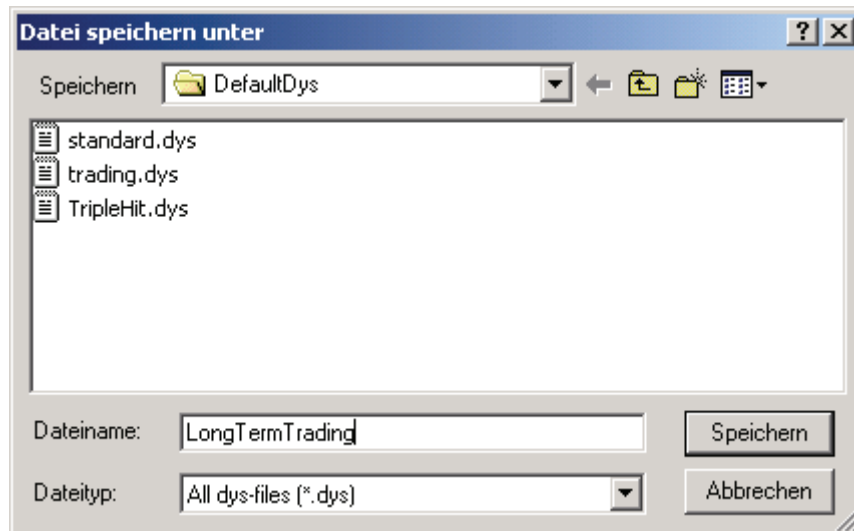 Datei speichern unter
Speichern DefaultDys
standard.dys
trading.dys
TripleHit.dys
Dateiname: LongTermTrading Speichern
Dateityp: All dys-files (*.dys) Abbrechen